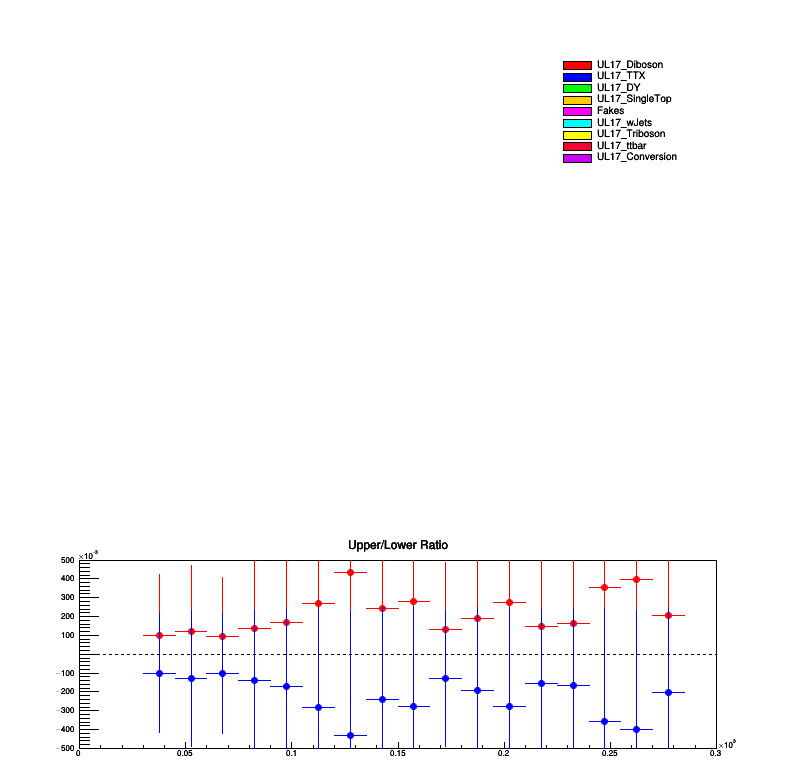 UL17_Diboson
UL17_TTX
UL17_DY
UL17_SingleTop
Fakes
UL17_wJets
UL17_Triboson
UL17_ttbar
UL17_Conversion
Upper/Lower Ratio
×10⁻³
500
400
300
200
100
−100
−200
−300
−400
−500
0 0.05 0.1 0.15 0.2 0.25 0.3
×10³